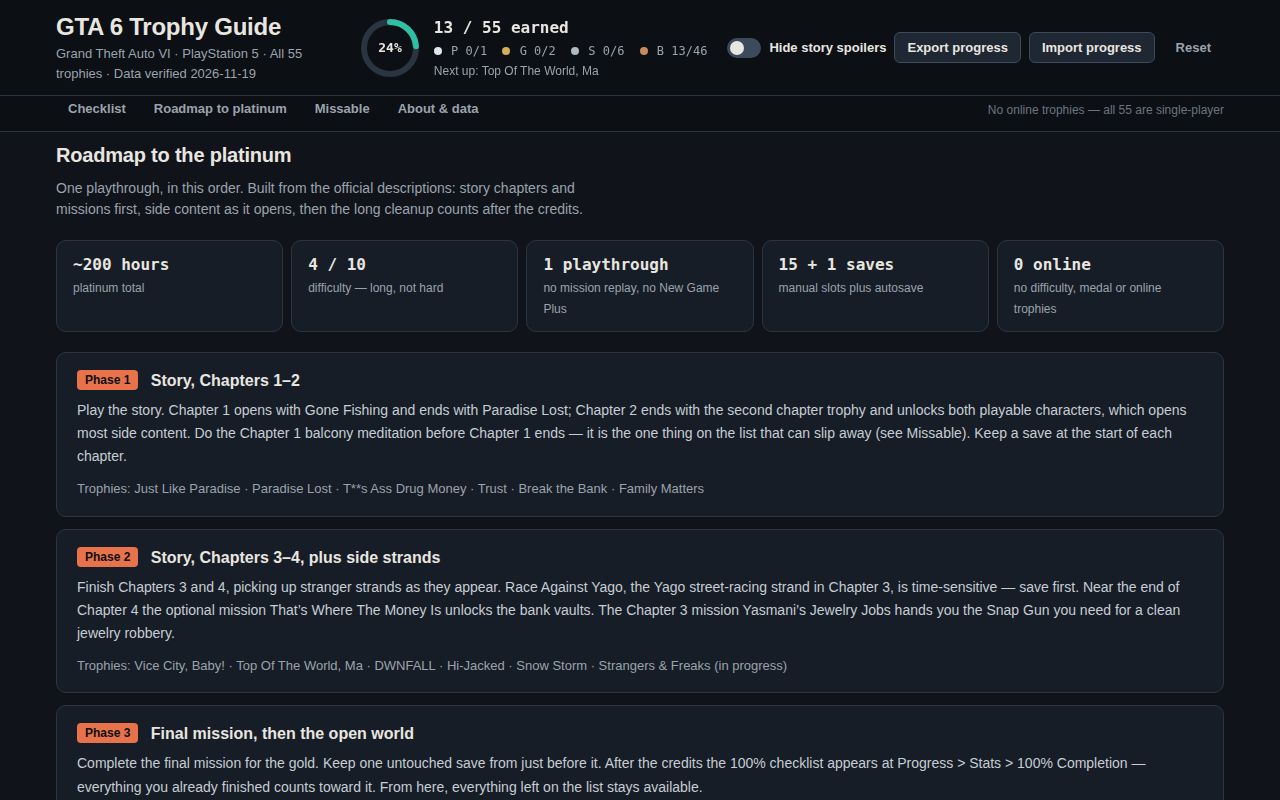 GTA 6 Trophy Guide
Grand Theft Auto VI · PlayStation 5 · All 55
trophies · Data verified 2026-11-19
24%
13 / 55 earned
P 0/1 G 0/2 S 0/6 B 13/46
Next up: Top Of The World, Ma
Hide story spoilers
Export progress
Import progress
Reset
Checklist
Roadmap to platinum
Missable
About & data
No online trophies — all 55 are single-player
Roadmap to the platinum
One playthrough, in this order. Built from the official descriptions: story chapters and
missions first, side content as it opens, then the long cleanup counts after the credits.
~200 hours
platinum total
4 / 10
difficulty — long, not hard
1 playthrough
no mission replay, no New Game
Plus
15 + 1 saves
manual slots plus autosave
0 online
no difficulty, medal or online
trophies
Phase 1 Story, Chapters 1–2
Play the story. Chapter 1 opens with Gone Fishing and ends with Paradise Lost; Chapter 2 ends with the second chapter trophy and unlocks both playable characters, which opens
most side content. Do the Chapter 1 balcony meditation before Chapter 1 ends — it is the one thing on the list that can slip away (see Missable). Keep a save at the start of each
chapter.
Trophies: Just Like Paradise · Paradise Lost · T**s Ass Drug Money · Trust · Break the Bank · Family Matters
Phase 2 Story, Chapters 3–4, plus side strands
Finish Chapters 3 and 4, picking up stranger strands as they appear. Race Against Yago, the Yago street-racing strand in Chapter 3, is time-sensitive — save first. Near the end of
Chapter 4 the optional mission That’s Where The Money Is unlocks the bank vaults. The Chapter 3 mission Yasmani’s Jewelry Jobs hands you the Snap Gun you need for a clean
jewelry robbery.
Trophies: Vice City, Baby! · Top Of The World, Ma · DWNFALL · Hi-Jacked · Snow Storm · Strangers & Freaks (in progress)
Phase 3 Final mission, then the open world
Complete the final mission for the gold. Keep one untouched save from just before it. After the credits the 100% checklist appears at Progress > Stats > 100% Completion —
everything you already finished counts toward it. From here, everything left on the list stays available.